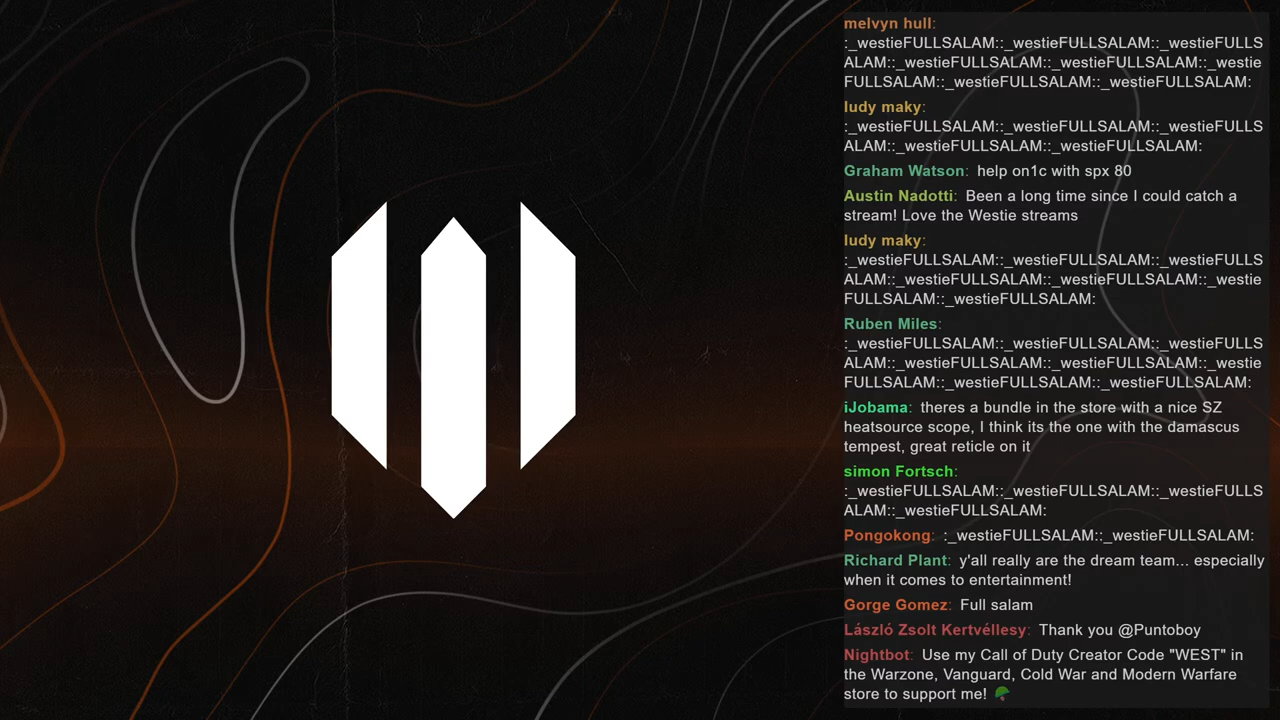 melvyn hull:
:_westieFULLSALAM::_westieFULLSALAM::_westieFULLS
ALAM::_westieFULLSALAM::_westieFULLSALAM::_westie
FULLSALAM::_westieFULLSALAM::_westieFULLSALAM:
ludy maky:
:_westieFULLSALAM::_westieFULLSALAM::_westieFULLS
ALAM::_westieFULLSALAM::_westieFULLSALAM:
Graham Watson: help on1c with spx 80
Austin Nadotti: Been a long time since I could catch a
stream! Love the Westie streams
ludy maky:
:_westieFULLSALAM::_westieFULLSALAM::_westieFULLS
ALAM::_westieFULLSALAM::_westieFULLSALAM::_westie
FULLSALAM::_westieFULLSALAM:
Ruben Miles:
:_westieFULLSALAM::_westieFULLSALAM::_westieFULLS
ALAM::_westieFULLSALAM::_westieFULLSALAM::_westie
FULLSALAM::_westieFULLSALAM::_westieFULLSALAM:
iJobama: theres a bundle in the store with a nice SZ
heatsource scope, I think its the one with the damascus
tempest, great reticle on it
simon Fortsch:
:_westieFULLSALAM::_westieFULLSALAM::_westieFULLS
ALAM::_westieFULLSALAM:
Pongokong: :_westieFULLSALAM::_westieFULLSALAM:
Richard Plant: y'all really are the dream team... especially
when it comes to entertainment!
Gorge Gomez: Full salam
László Zsolt Kertvéllesy: Thank you @Puntoboy
Nightbot: Use my Call of Duty Creator Code "WEST" in
the Warzone, Vanguard, Cold War and Modern Warfare
store to support me!